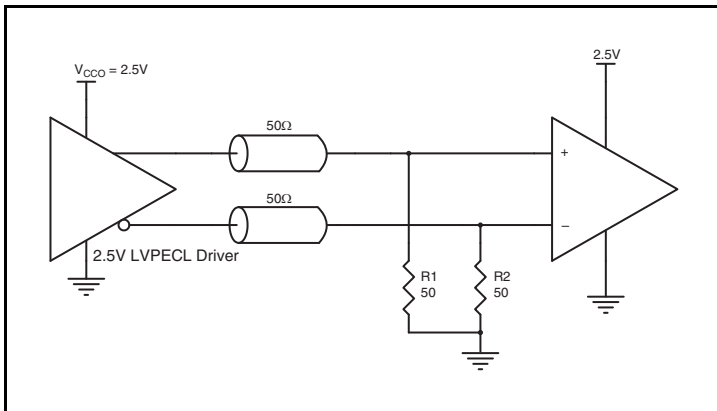 V_CCO = 2.5V
2.5V
50Ω
+
50Ω
−
2.5V LVPECL Driver
R1
50
R2
50